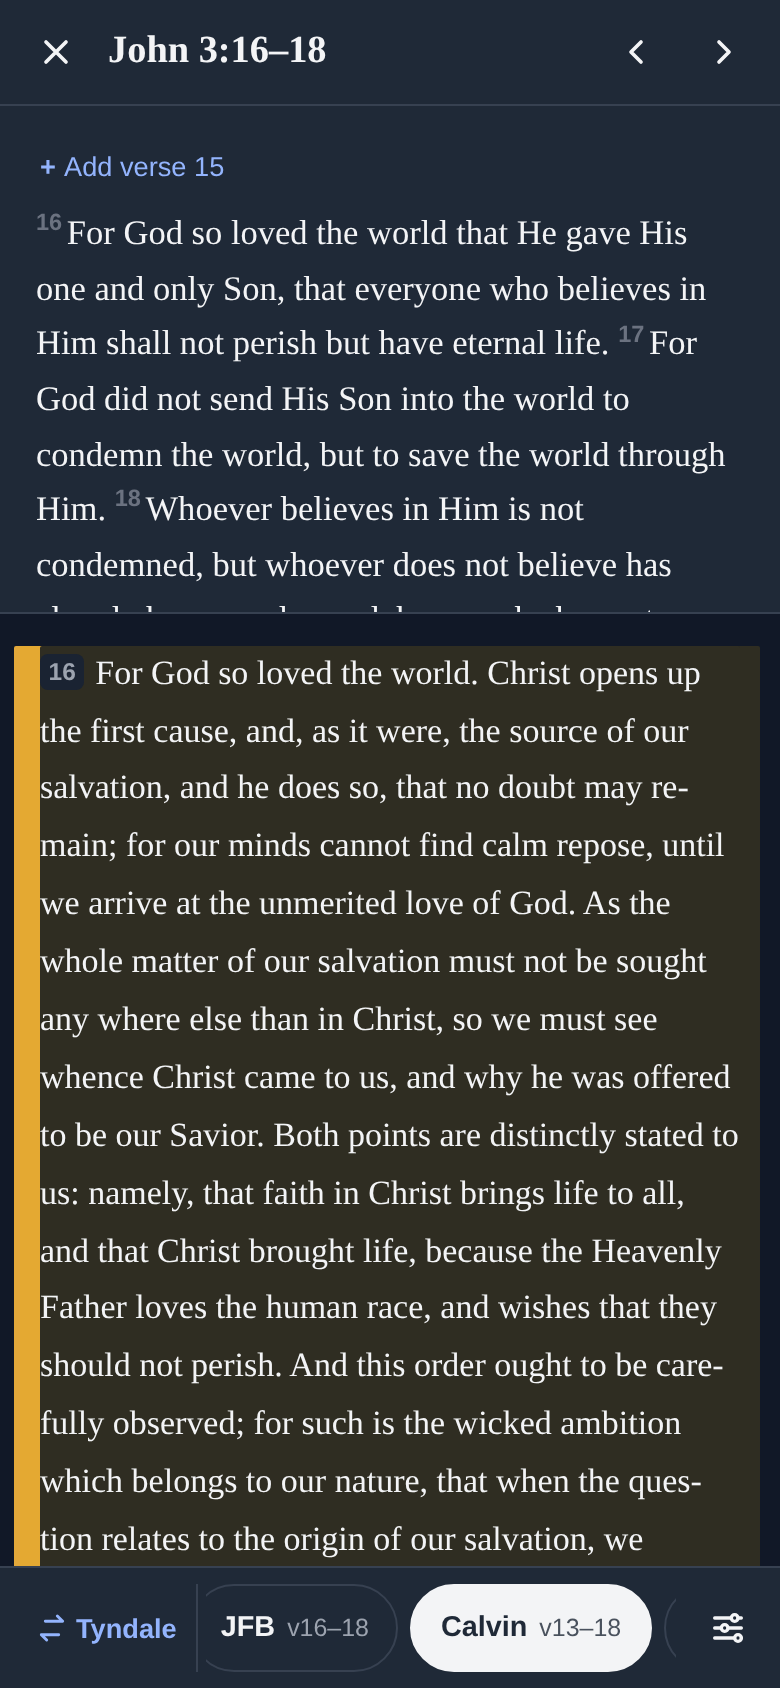 John 3:16–18
+ Add verse 15
16 For God so loved the world that He gave His
one and only Son, that everyone who believes in
Him shall not perish but have eternal life. 17 For
God did not send His Son into the world to
condemn the world, but to save the world through
Him. 18 Whoever believes in Him is not
condemned, but whoever does not believe has
16 For God so loved the world. Christ opens up
the first cause, and, as it were, the source of our
salvation, and he does so, that no doubt may re-
main; for our minds cannot find calm repose, until
we arrive at the unmerited love of God. As the
whole matter of our salvation must not be sought
any where else than in Christ, so we must see
whence Christ came to us, and why he was offered
to be our Savior. Both points are distinctly stated to
us: namely, that faith in Christ brings life to all,
and that Christ brought life, because the Heavenly
Father loves the human race, and wishes that they
should not perish. And this order ought to be care-
fully observed; for such is the wicked ambition
which belongs to our nature, that when the ques-
tion relates to the origin of our salvation, we
Tyndale JFB v16–18 Calvin v13–18